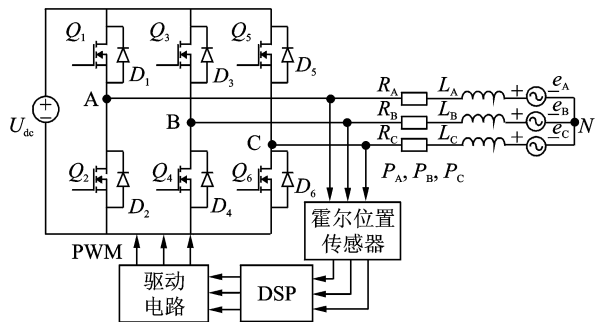 Q1 Q3 Q5
D1 D3 D5
A
B
C
Udc
RA LA + − eA
RB LB + − eB
RC LC + − eC
N
Q2 Q4 Q6
D2 D4 D6
PA, PB, PC
霍尔位置
传感器
PWM
驱动
电路
DSP